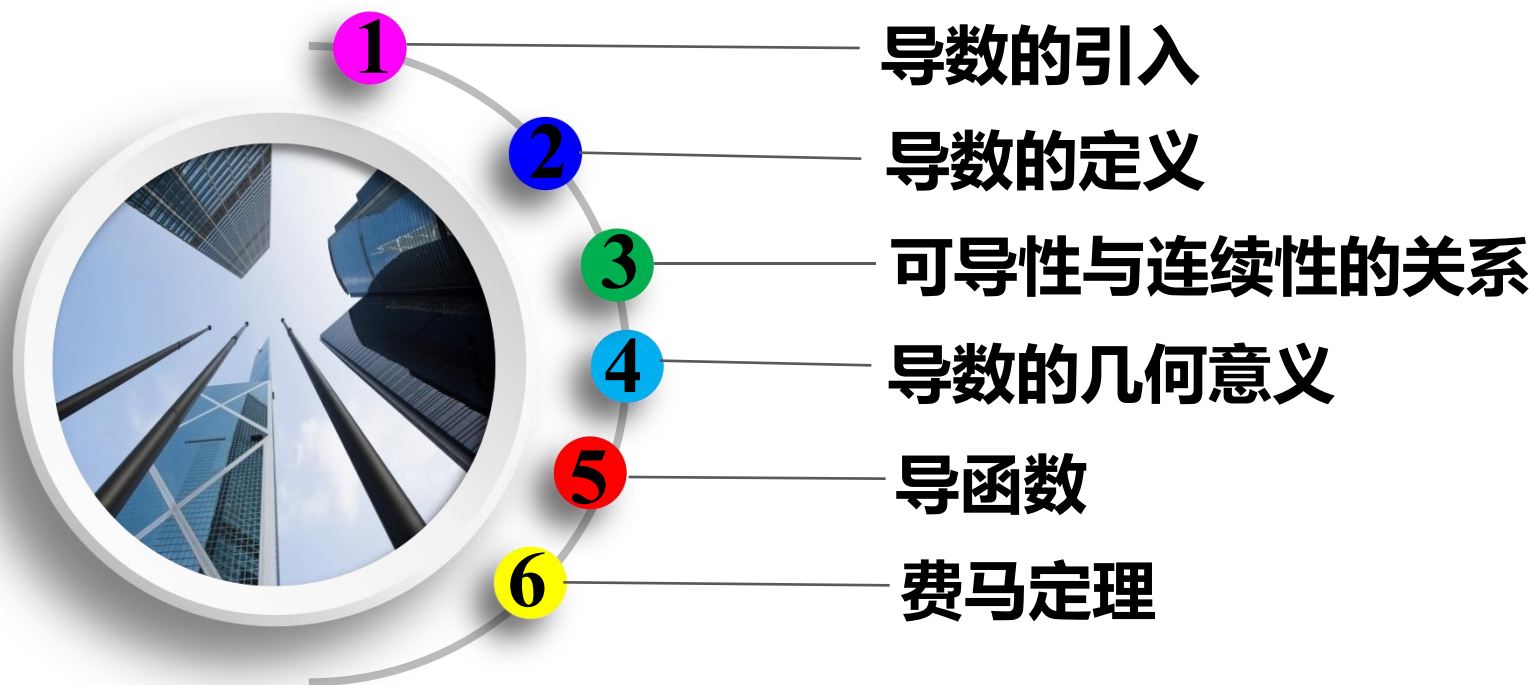 1 导数的引入
2 导数的定义
3 可导性与连续性的关系
4 导数的几何意义
5 导函数
6 费马定理